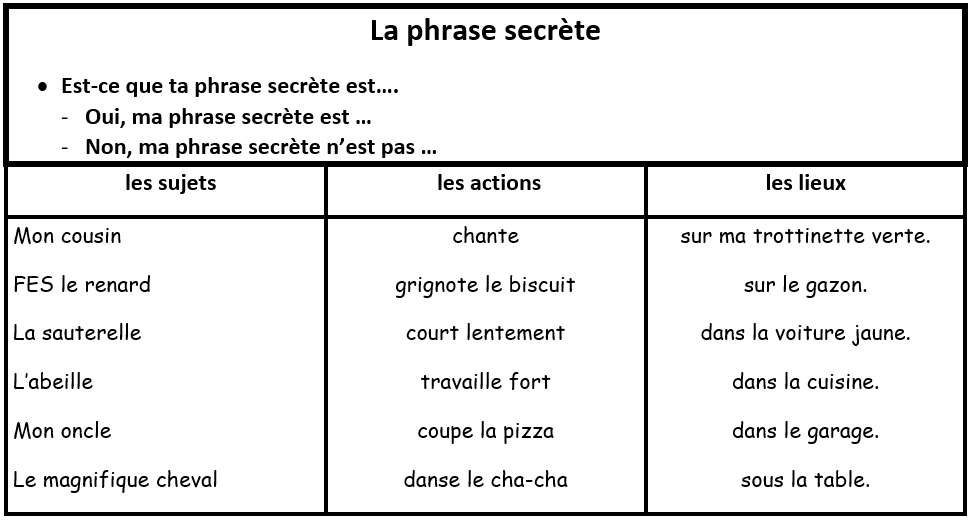 La phrase secrète
• Est-ce que ta phrase secrète est….
- Oui, ma phrase secrète est …
- Non, ma phrase secrète n’est pas …
les sujets les actions les lieux
Mon cousin chante sur ma trottinette verte.
FES le renard grignote le biscuit sur le gazon.
La sauterelle court lentement dans la voiture jaune.
L’abeille travaille fort dans la cuisine.
Mon oncle coupe la pizza dans le garage.
Le magnifique cheval danse le cha-cha sous la table.